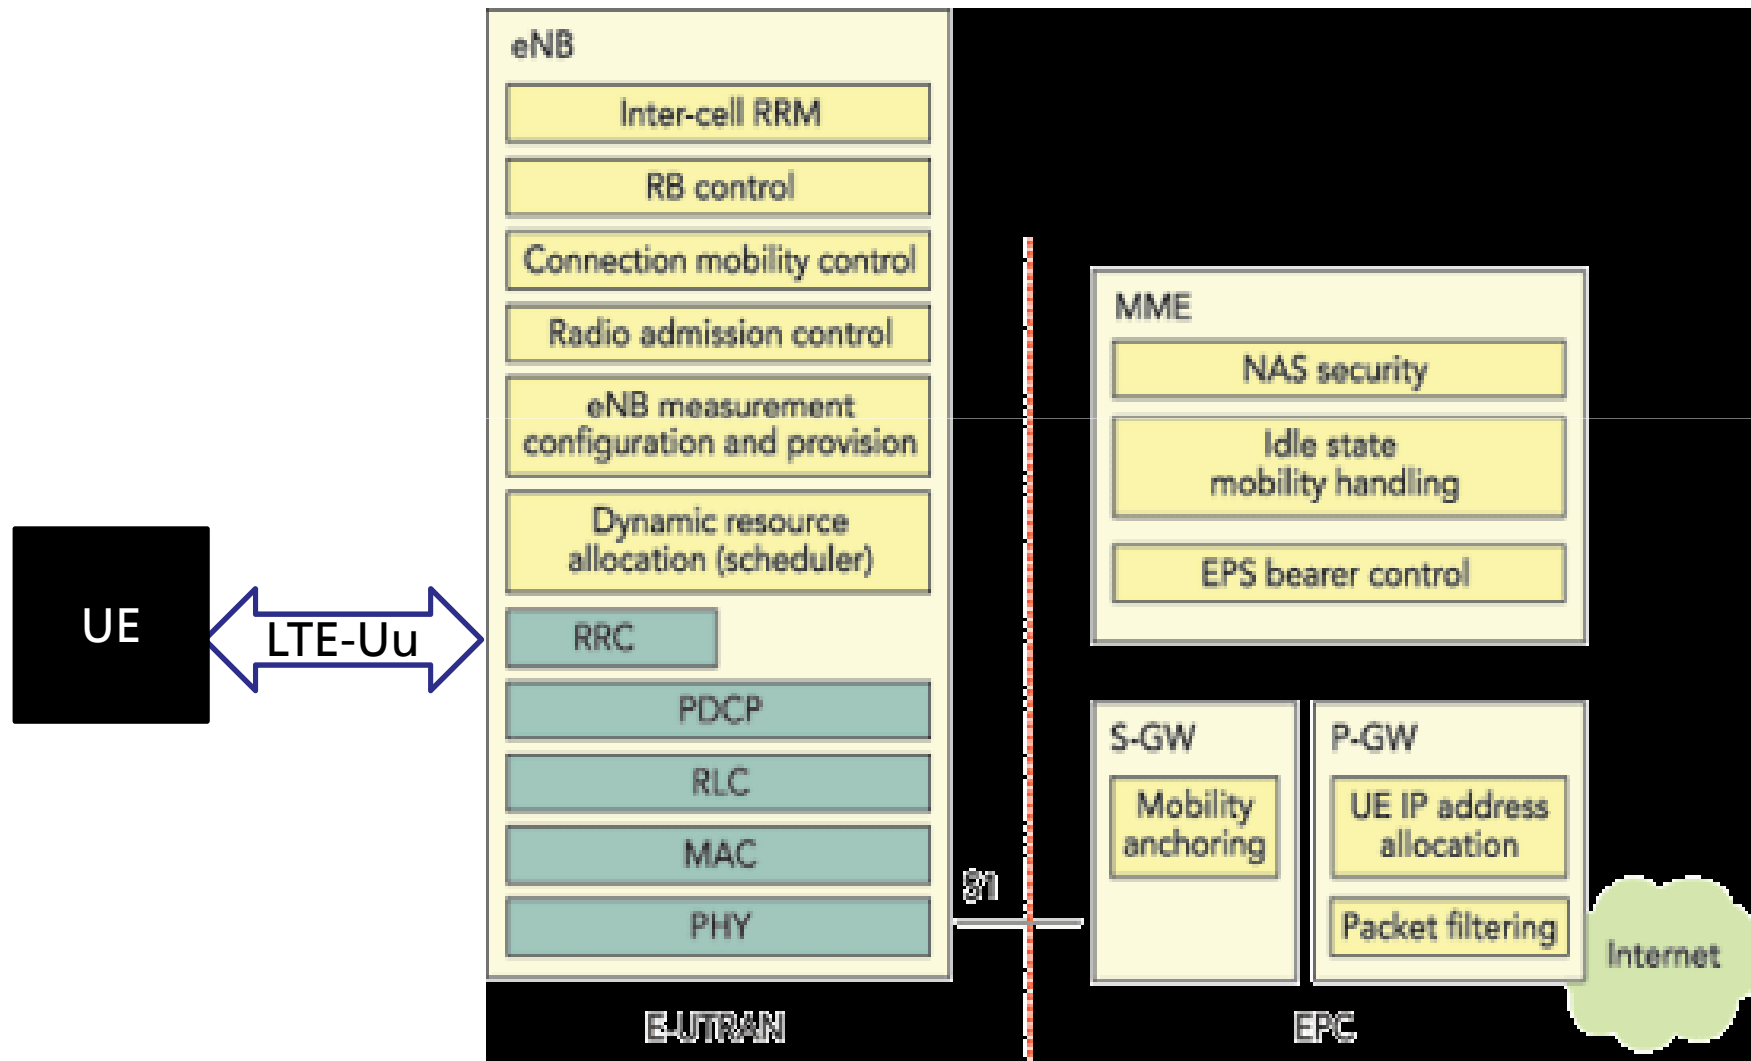 eNB
Inter-cell RRM
RB control
Connection mobility control
Radio admission control
eNB measurement
configuration and provision
Dynamic resource
allocation (scheduler)
RRC
PDCP
RLC
MAC
PHY
UE
LTE-Uu
S1
E-UTRAN
MME
NAS security
Idle state
mobility handling
EPS bearer control
S-GW
Mobility
anchoring
P-GW
UE IP address
allocation
Packet filtering
Internet
EPC